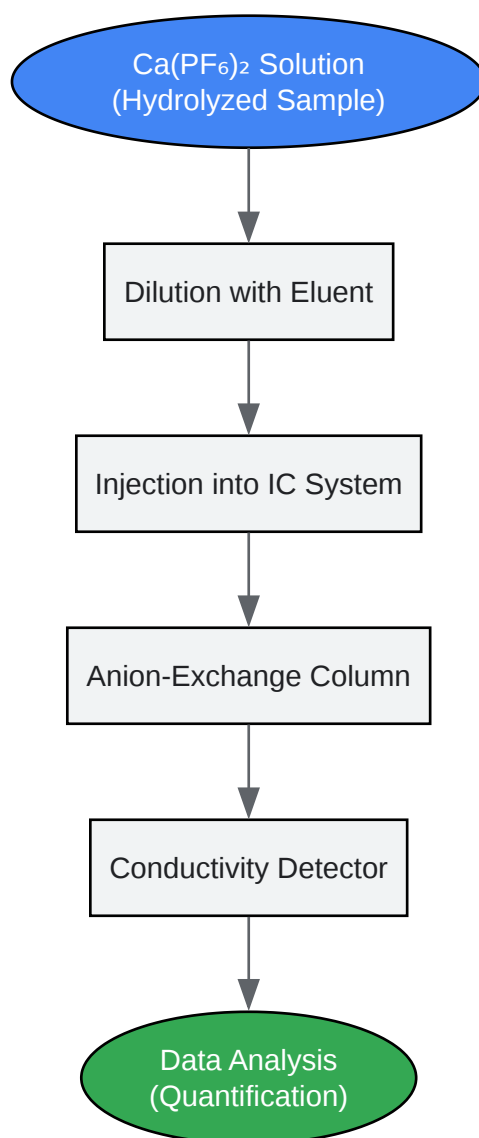 Ca(PF₆)₂ Solution
(Hydrolyzed Sample)
Dilution with Eluent
Injection into IC System
Anion-Exchange Column
Conductivity Detector
Data Analysis
(Quantification)